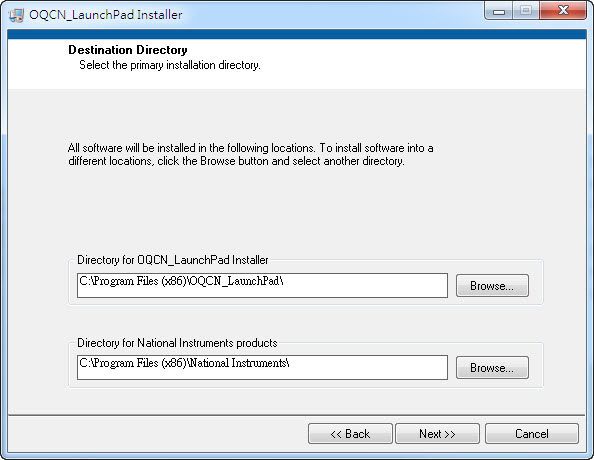 OQCN_LaunchPad Installer
Destination Directory
Select the primary installation directory.
All software will be installed in the following locations. To install software into a
different locations, click the Browse button and select another directory.
Directory for OQCN_LaunchPad Installer
C:\Program Files (x86)\OQCN_LaunchPad\
Browse...
Directory for National Instruments products
C:\Program Files (x86)\National Instruments\
Browse...
<< Back
Next >>
Cancel